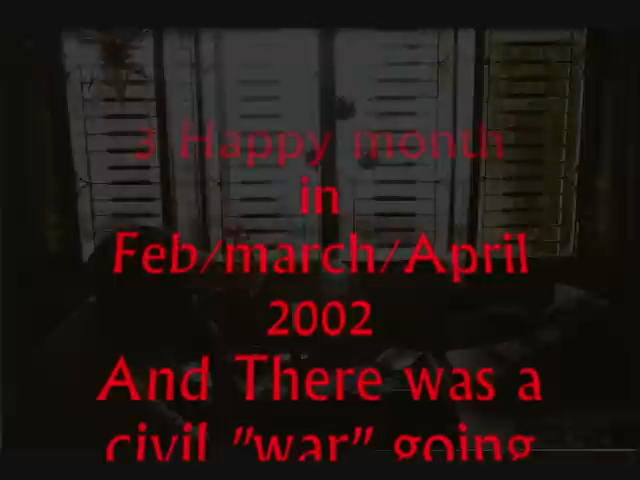 3 Happy month
in
Feb/march/April
2002
And There was a
civil "war" going